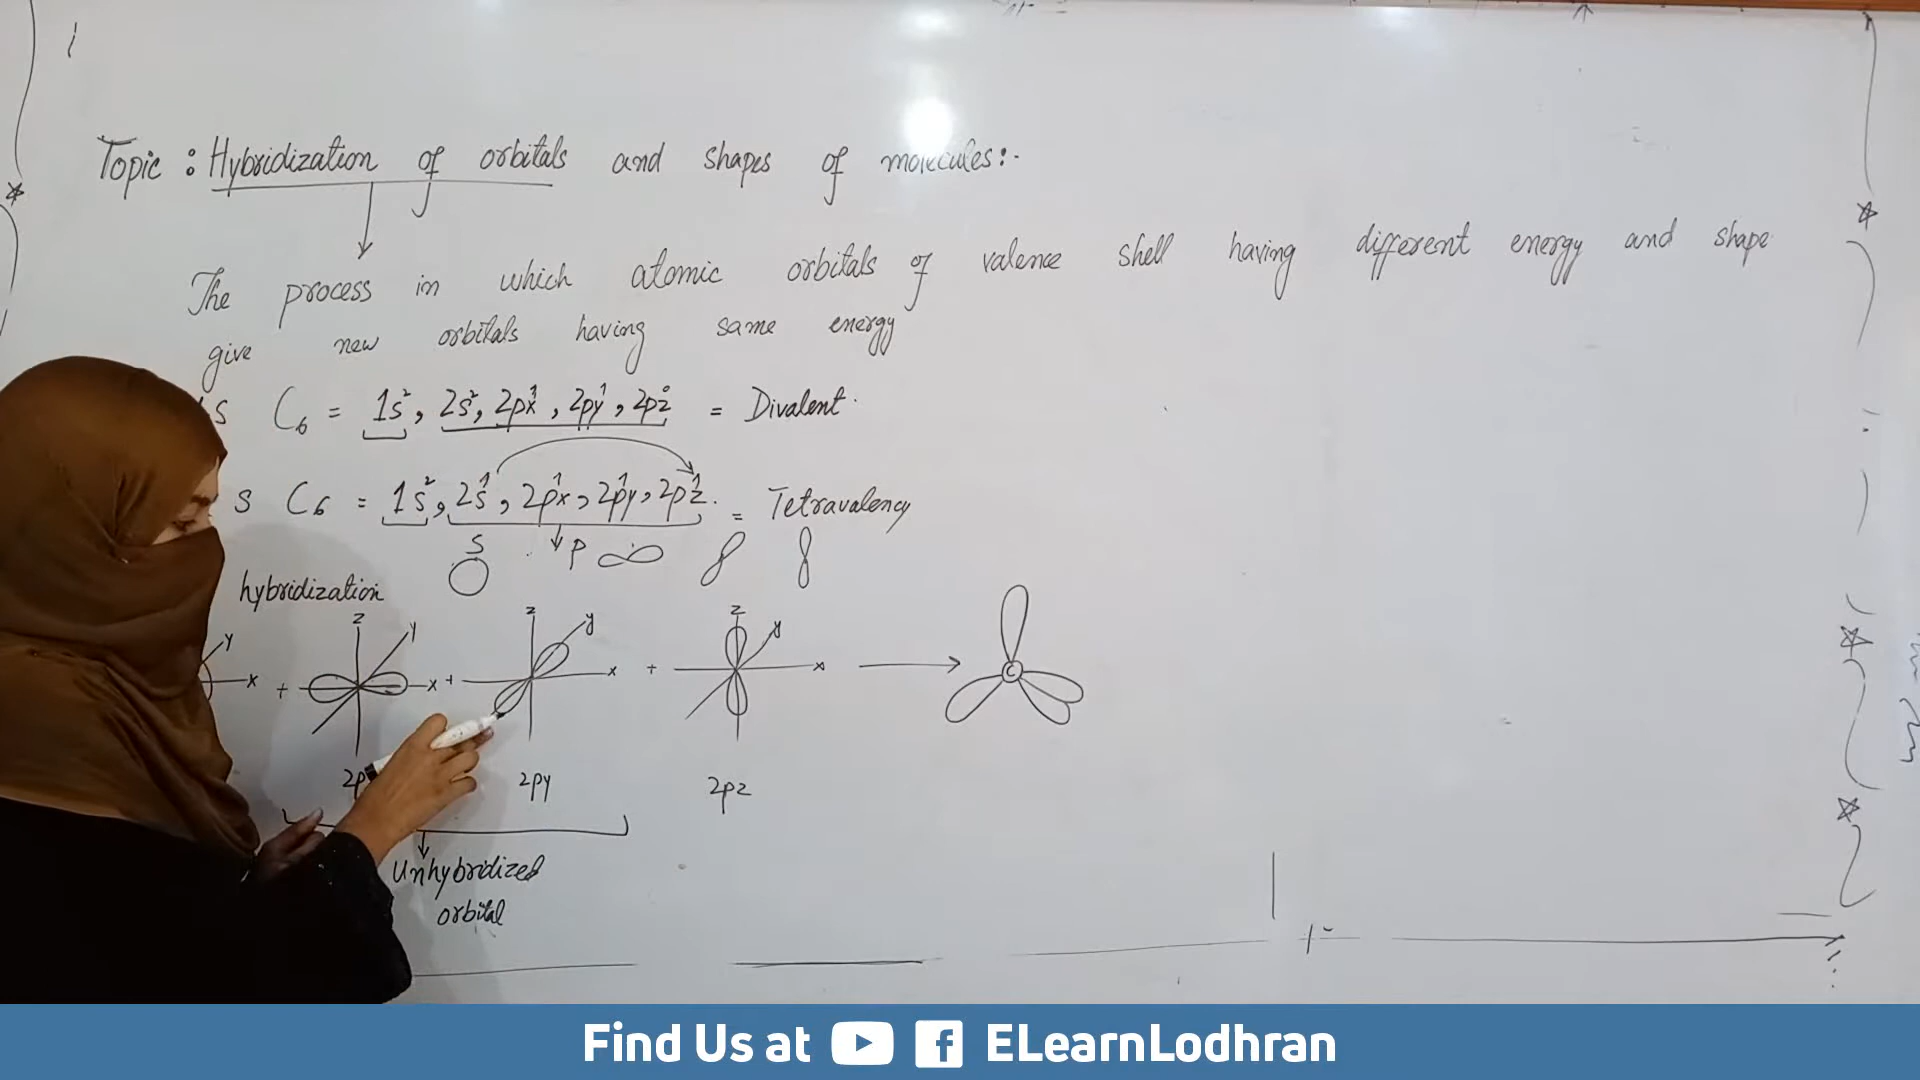 Topic : Hybridization of orbitals and shapes of molecules:-
The process in which atomic orbitals of valence shell having different energy and shape
give new orbitals having same energy
S C₆ = 1s², 2s², 2px¹, 2py¹, 2pz⁰ = Divalent.
S C₆ = 1s², 2s¹, 2px¹, 2py¹, 2pz¹. = Tetravalency
S P
hybridization
y x + z y x + z y x + z y x C
2p 2py 2pz
Unhybridized
orbital
Find Us at ELearnLodhran